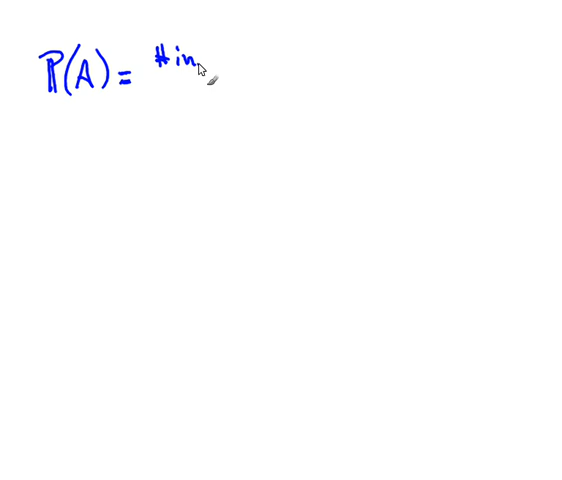 ℙ(A) = # in